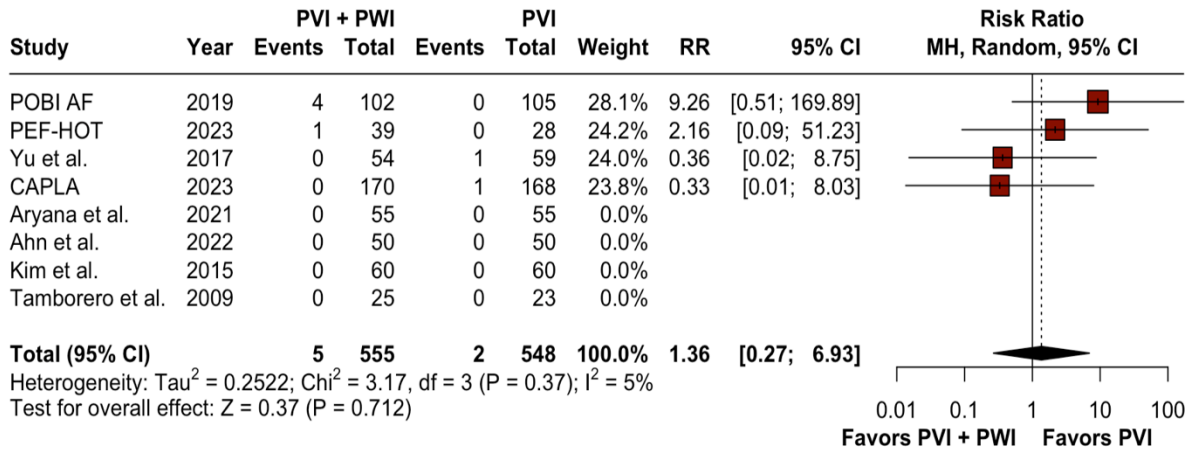 PVI + PWI PVI Risk Ratio
Study Year Events Total Events Total Weight RR 95% CI MH, Random, 95% CI
POBI AF 2019 4 102 0 105 28.1% 9.26 [0.51; 169.89]
PEF-HOT 2023 1 39 0 28 24.2% 2.16 [0.09; 51.23]
Yu et al. 2017 0 54 1 59 24.0% 0.36 [0.02; 8.75]
CAPLA 2023 0 170 1 168 23.8% 0.33 [0.01; 8.03]
Aryana et al. 2021 0 55 0 55 0.0%
Ahn et al. 2022 0 50 0 50 0.0%
Kim et al. 2015 0 60 0 60 0.0%
Tamborero et al. 2009 0 25 0 23 0.0%
Total (95% CI) 5 555 2 548 100.0% 1.36 [0.27; 6.93]
Heterogeneity: Tau² = 0.2522; Chi² = 3.17, df = 3 (P = 0.37); I² = 5%
Test for overall effect: Z = 0.37 (P = 0.712)
0.01 0.1 1 10 100
Favors PVI + PWI Favors PVI